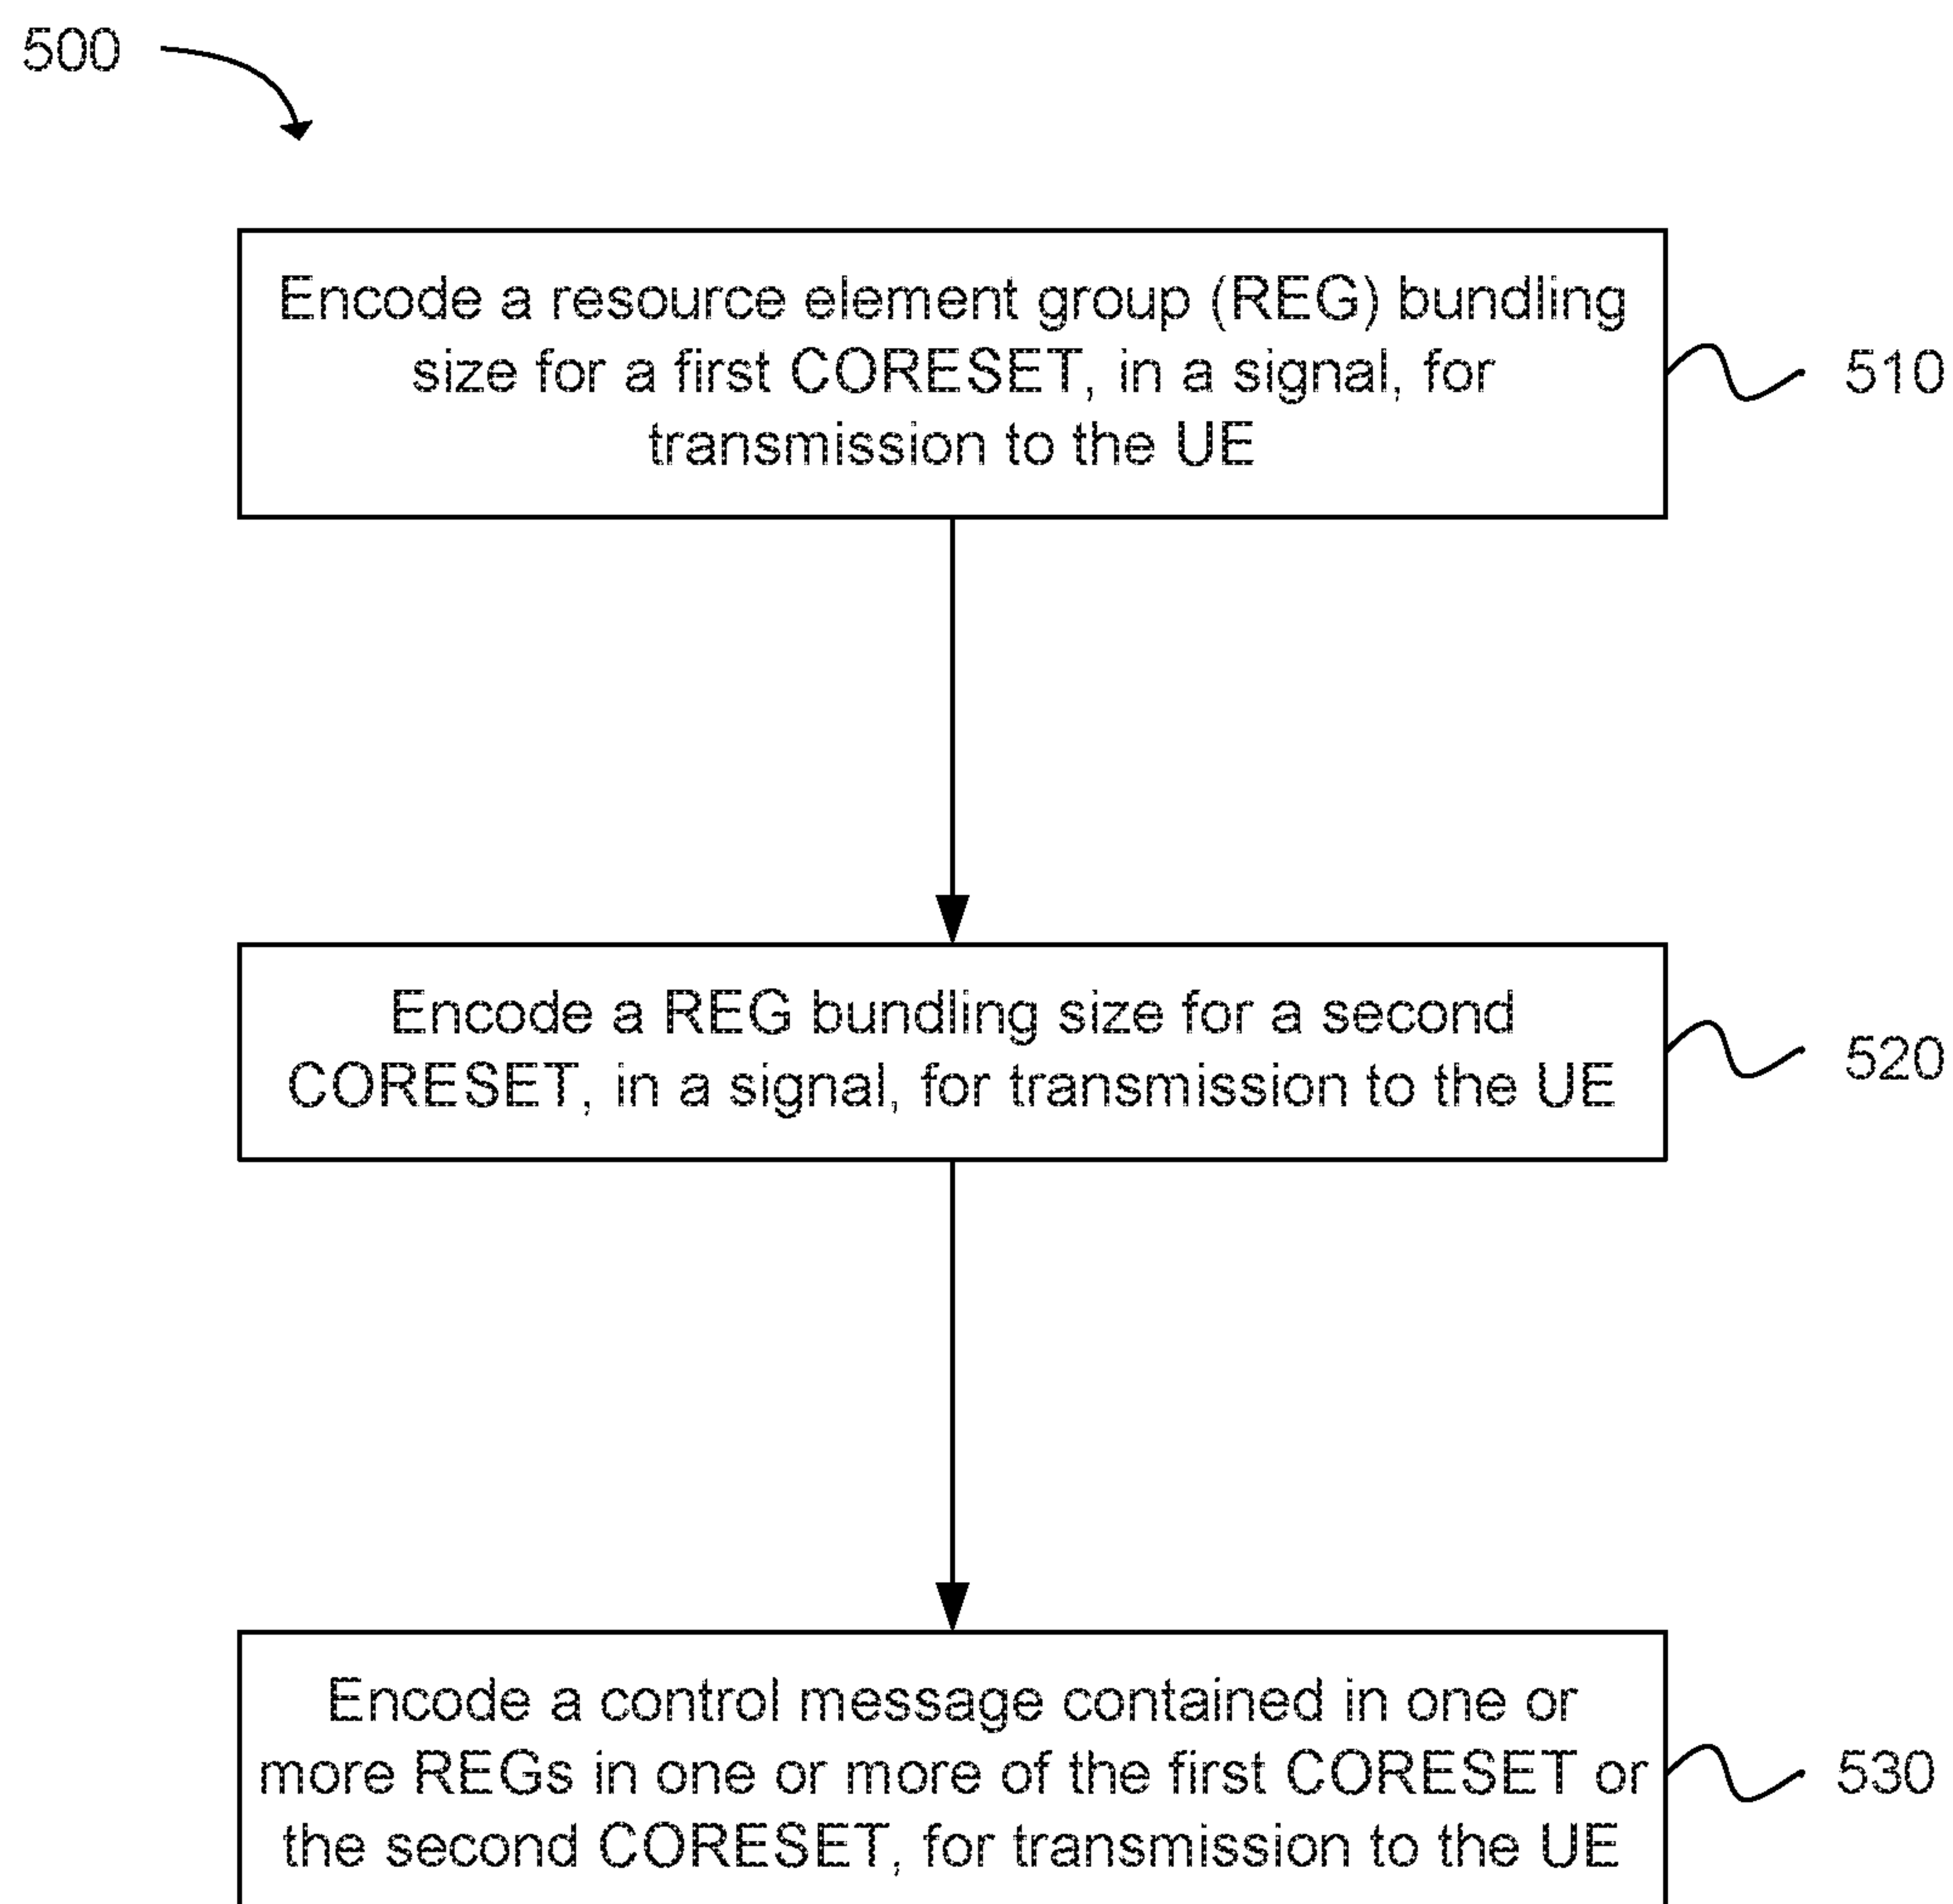 500
Encode a resource element group (REG) bundling
size for a first CORESET, in a signal, for
transmission to the UE
510
Encode a REG bundling size for a second
CORESET, in a signal, for transmission to the UE
520
Encode a control message contained in one or
more REGs in one or more of the first CORESET or
the second CORESET, for transmission to the UE
530